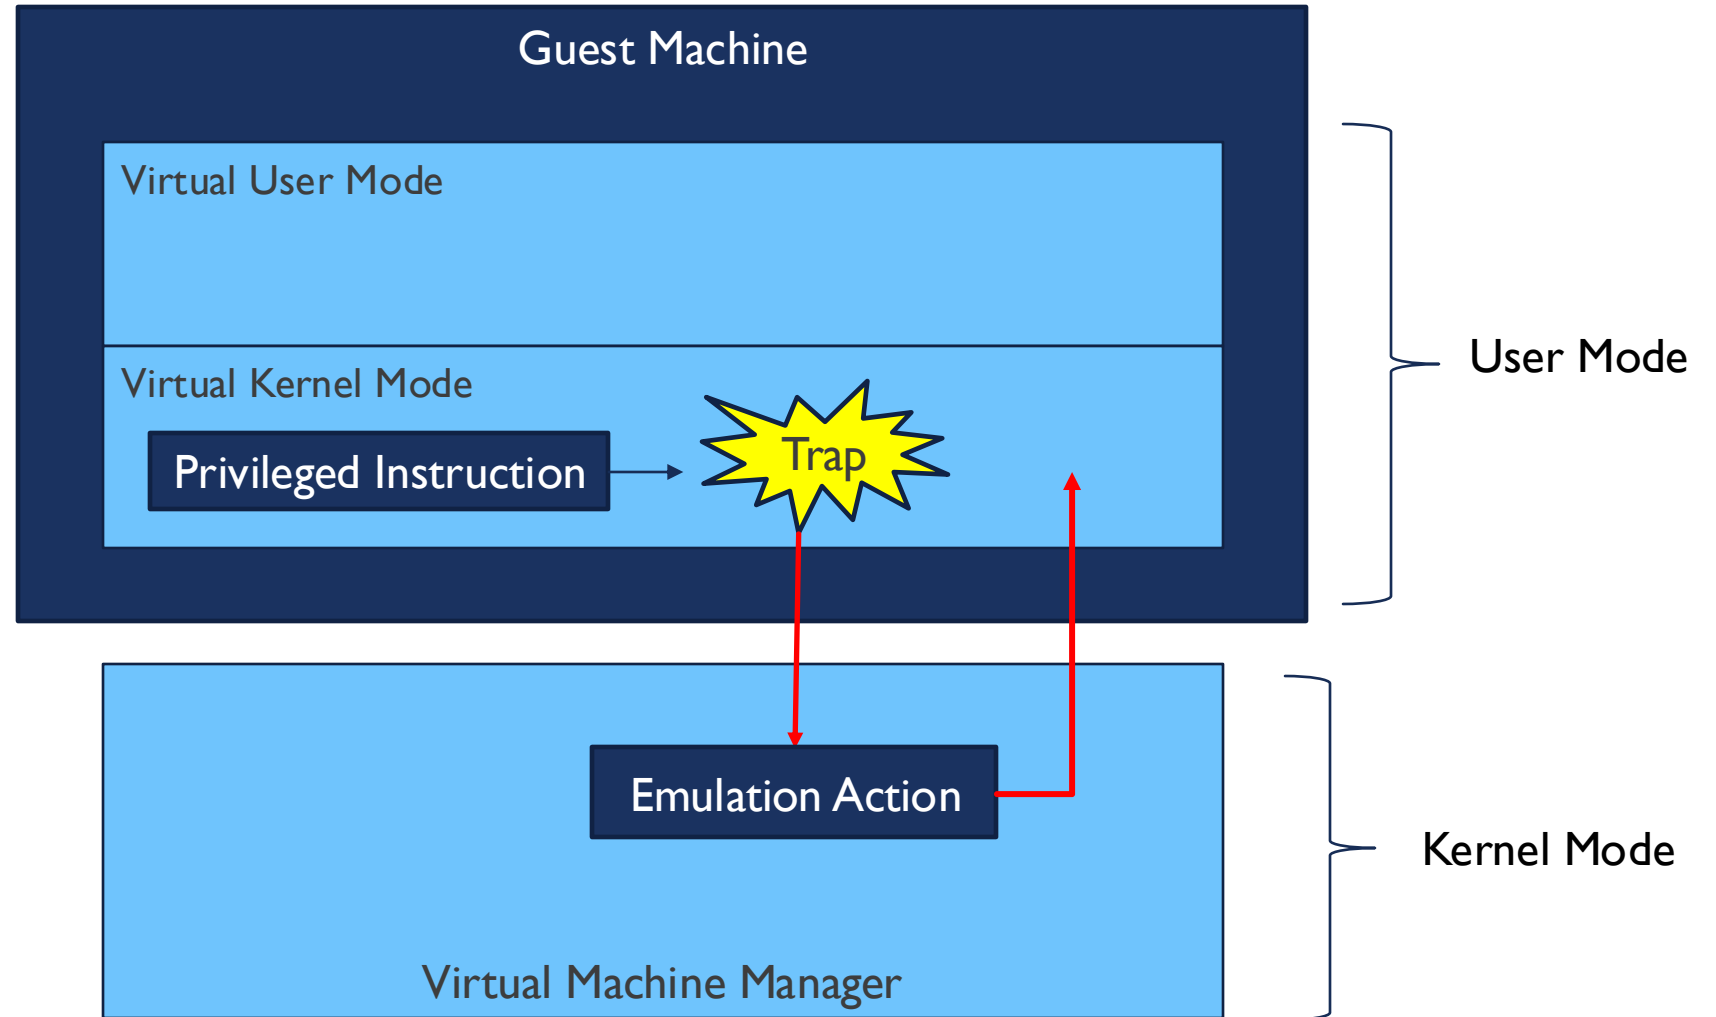 Guest Machine
Virtual User Mode
User Mode
Virtual Kernel Mode
Privileged Instruction
Trap
Emulation Action
Kernel Mode
Virtual Machine Manager